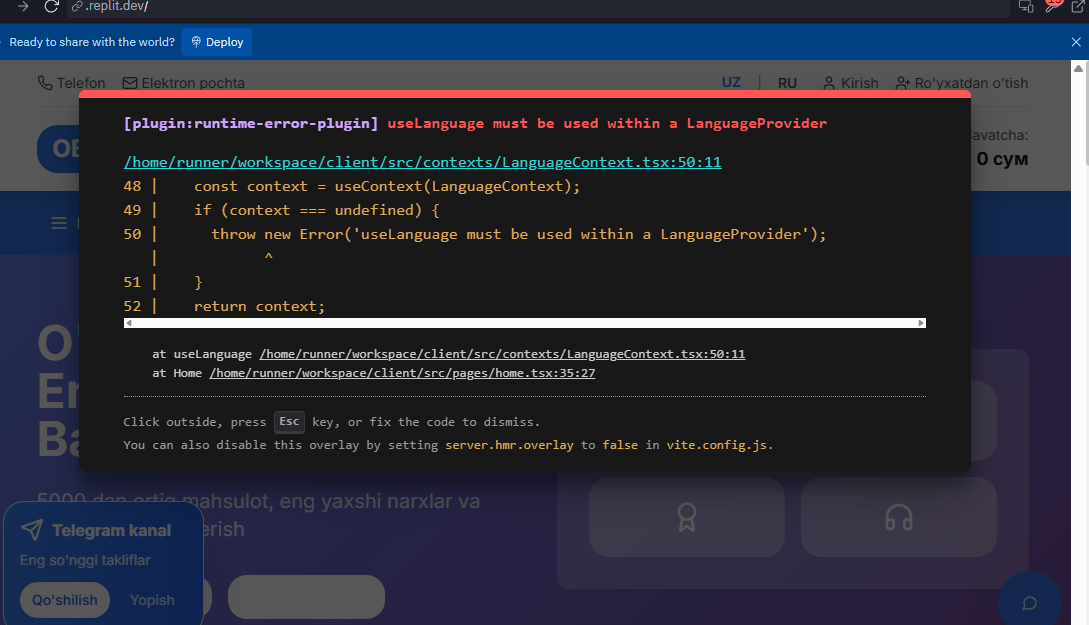 .replit.dev/
Ready to share with the world? Deploy
Telefon Elektron pochta UZ | RU Kirish Ro'yxatdan o'tish
[plugin:runtime-error-plugin] useLanguage must be used within a LanguageProvider
avatcha:
0 сум
/home/runner/workspace/client/src/contexts/LanguageContext.tsx:50:11
48 | const context = useContext(LanguageContext);
49 | if (context === undefined) {
50 | throw new Error('useLanguage must be used within a LanguageProvider');
| ^
51 | }
52 | return context;
at useLanguage /home/runner/workspace/client/src/contexts/LanguageContext.tsx:50:11
at Home /home/runner/workspace/client/src/pages/home.tsx:35:27
Click outside, press Esc key, or fix the code to dismiss.
You can also disable this overlay by setting server.hmr.overlay to false in vite.config.js.
5000 dan ortiq mahsulot, eng yaxshi narxlar va
erish
Telegram kanal
Eng so'nggi takliflar
Qo'shilish Yopish